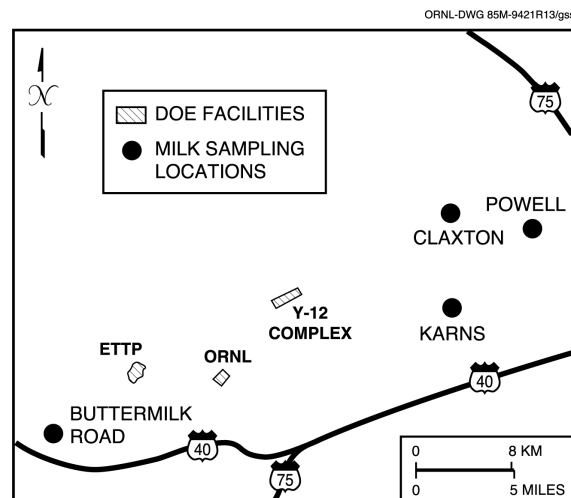 ORNL-DWG 85M-9421R13/gss
N
75
DOE FACILITIES
MILK SAMPLING
LOCATIONS
POWELL
CLAXTON
Y-12
COMPLEX
KARNS
ETTP
ORNL
40
BUTTERMILK
ROAD
40
75
0 8 KM
0 5 MILES